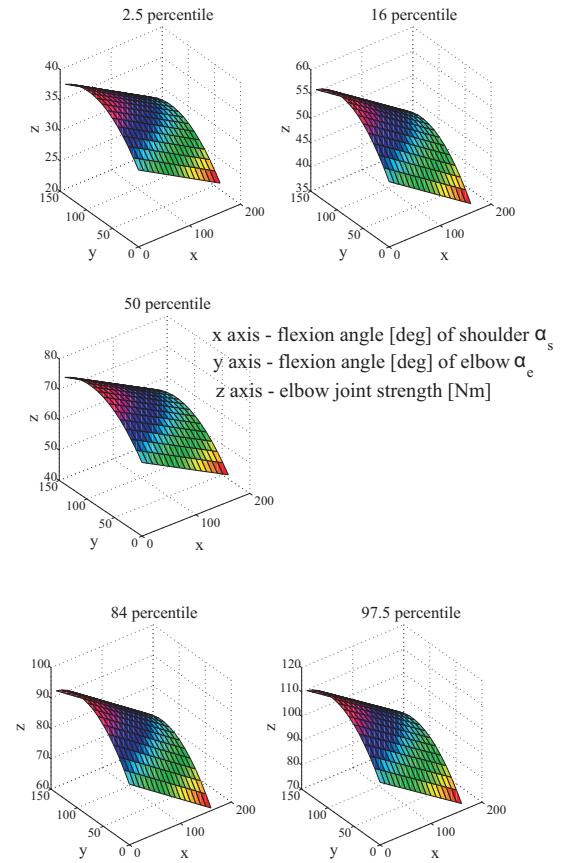 2.5 percentile
16 percentile
40
35
30
25
20
z
150
100
50
0
y
0
100
200
x
60
55
50
45
40
35
z
150
100
50
0
y
0
100
200
x
50 percentile
80
70
60
50
40
z
150
100
50
0
y
0
100
200
x
x axis - flexion angle [deg] of shoulder α_s
y axis - flexion angle [deg] of elbow α_e
z axis - elbow joint strength [Nm]
84 percentile
97.5 percentile
100
90
80
70
60
z
150
100
50
0
y
0
100
200
x
120
110
100
90
80
70
z
150
100
50
0
y
0
100
200
x